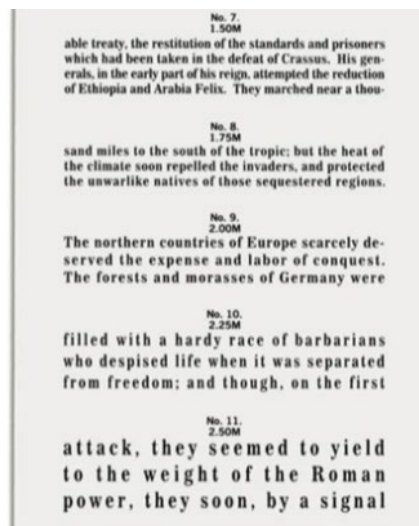 No. 7.
1.50M
able treaty, the restitution of the standards and prisoners
which had been taken in the defeat of Crassus. His gen-
erals, in the early part of his reign, attempted the reduction
of Ethiopia and Arabia Felix. They marched near a thou-
No. 8.
1.75M
sand miles to the south of the tropic; but the heat of
the climate soon repelled the invaders, and protected
the unwarlike natives of those sequestered regions.
No. 9.
2.00M
The northern countries of Europe scarcely de-
served the expense and labor of conquest.
The forests and morasses of Germany were
No. 10.
2.25M
filled with a hardy race of barbarians
who despised life when it was separated
from freedom; and though, on the first
No. 11.
2.50M
attack, they seemed to yield
to the weight of the Roman
power, they soon, by a signal